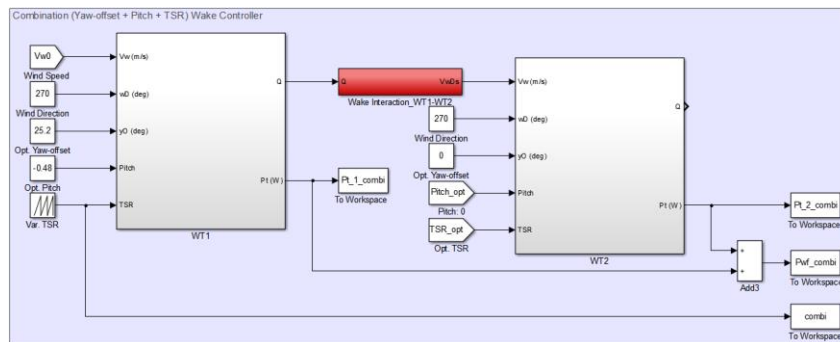 Combination (Yaw-offset + Pitch + TSR) Wake Controller
Vw0
Wind Speed
270
Wind Direction
25.2
Opt. Yaw-offset
-0.48
Opt. Pitch
Var. TSR
Vw (m/s)
wD (deg)
yO (deg)
Pitch
TSR
Q
Pt (W)
WT1
Q
VwDs
Wake Interaction_WT1-WT2
Pt_1_combi
To Workspace
270
Wind Direction
0
Opt. Yaw-offset
Pitch_opt
Pitch: 0
TSR_opt
Opt. TSR
Vw (m/s)
wD (deg)
yO (deg)
Pitch
TSR
Q
Pt (W)
WT2
Pt_2_combi
To Workspace
+
+
Add3
Pwf_combi
To Workspace
combi
To Workspace